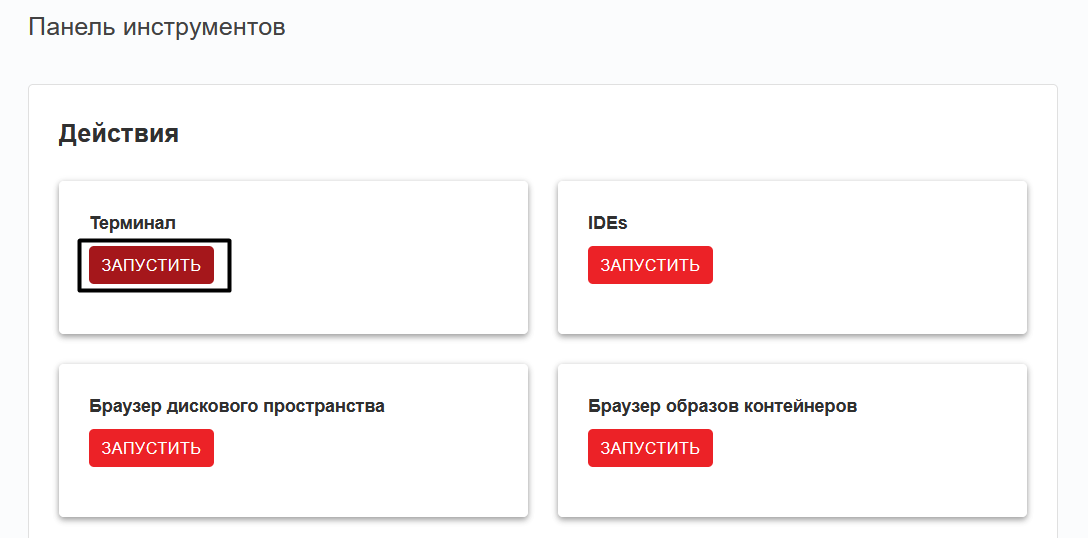 Панель инструментов
Действия
Терминал
ЗАПУСТИТЬ
IDEs
ЗАПУСТИТЬ
Браузер дискового пространства
ЗАПУСТИТЬ
Браузер образов контейнеров
ЗАПУСТИТЬ